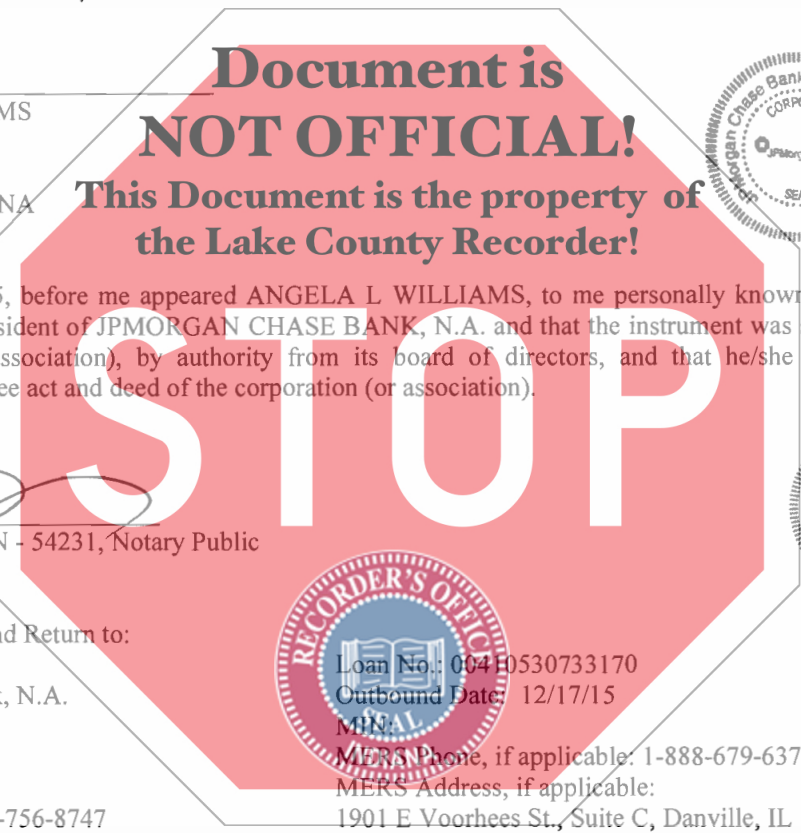 Document is
MS
NOT OFFICIAL!
NA
This Document is the property of
the Lake County Recorder!
Chase Bank
SEAL
5, before me appeared ANGELA L WILLIAMS, to me personally known
sident of JPMORGAN CHASE BANK, N.A. and that the instrument was
ssociation), by authority from its board of directors, and that he/she
ee act and deed of the corporation (or association).
STOP
N - 54231, Notary Public
RECORDER'S OFFICE
SEAL
nd Return to:
Loan No.: 00410530733170
, N.A.
Outbound Date: 12/17/15
MIN:
MERS Phone, if applicable: 1-888-679-637
MERS Address, if applicable:
-756-8747
1901 E Voorhees St., Suite C, Danville, IL